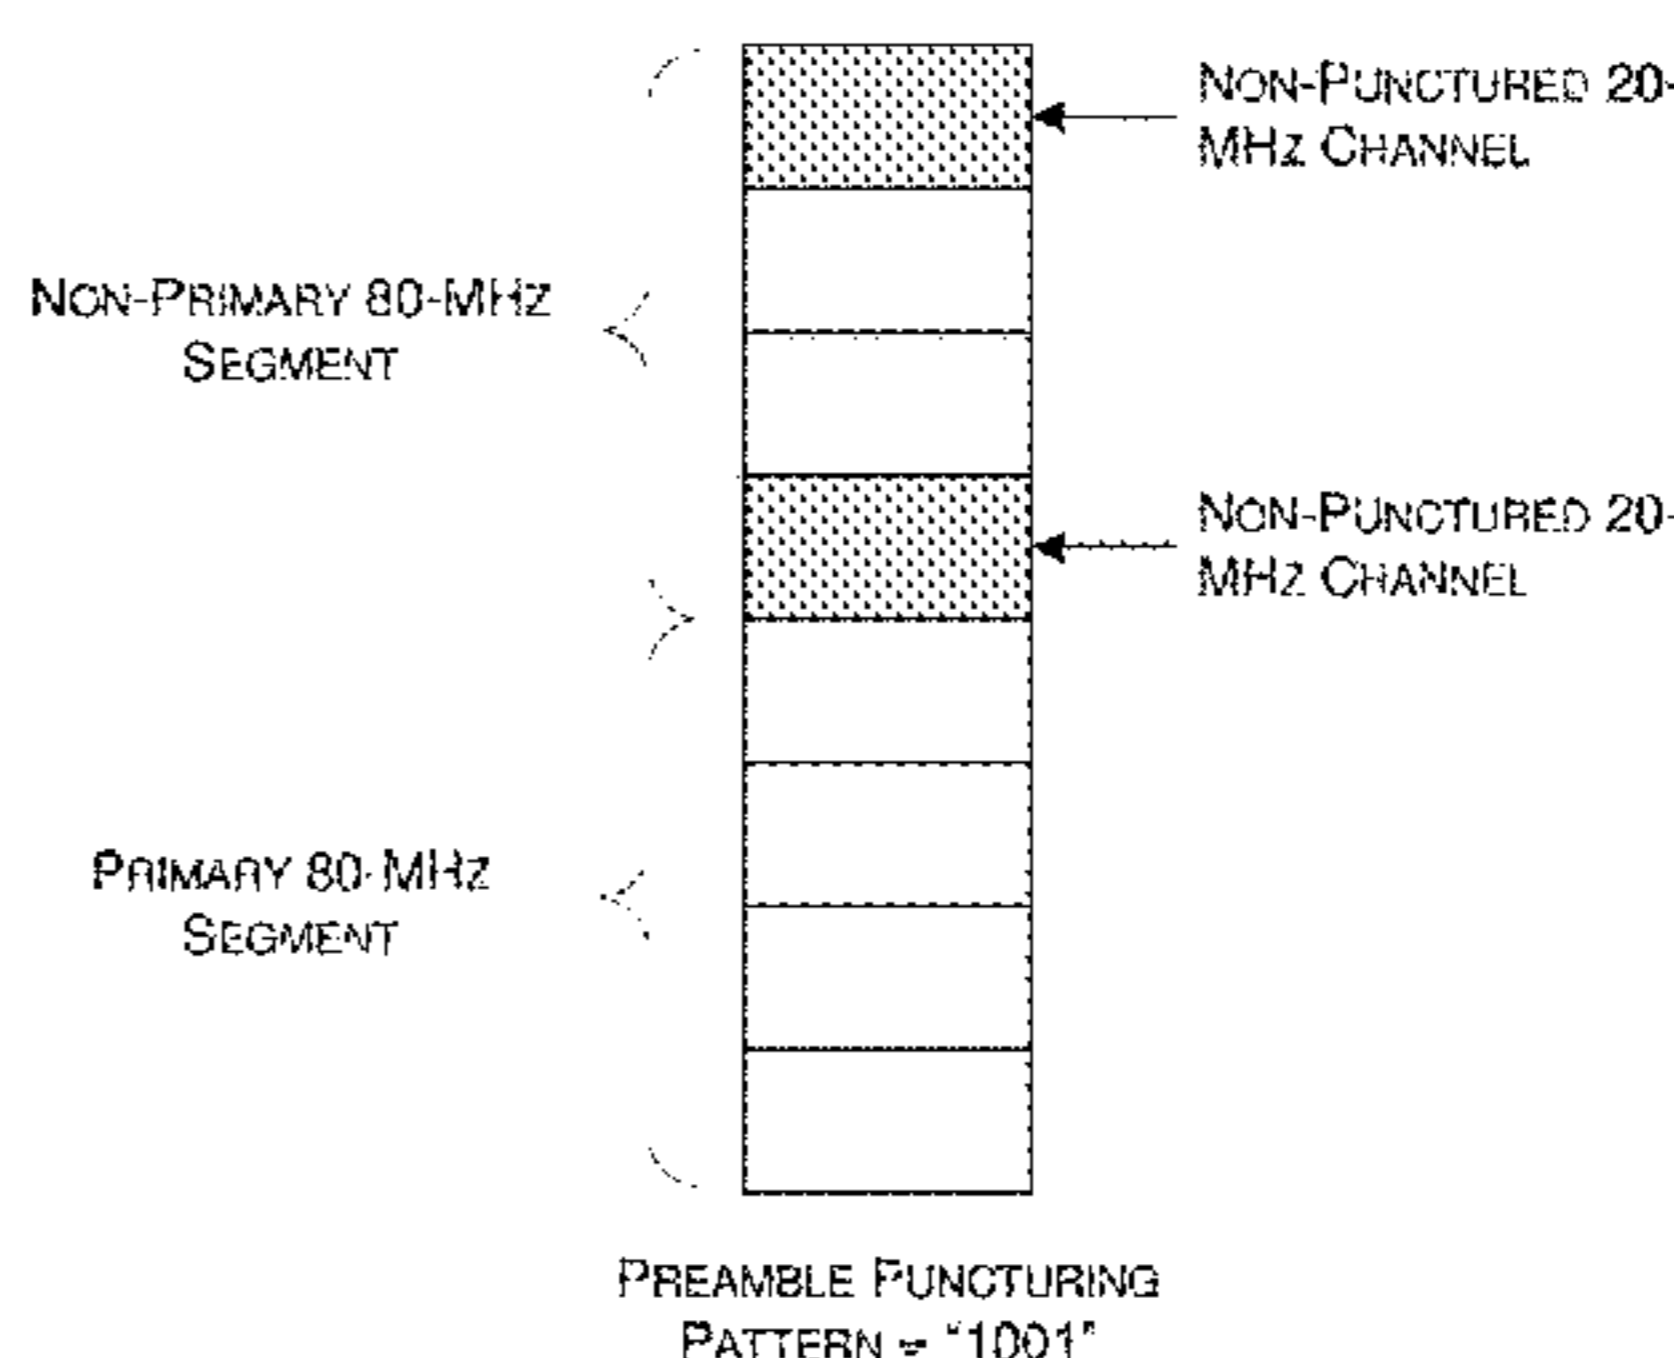 NON-PUNCTURED 20-
MHZ CHANNEL
NON-PRIMARY 80-MHZ
SEGMENT
NON-PUNCTURED 20-
MHZ CHANNEL
PRIMARY 80-MHZ
SEGMENT
PREAMBLE PUNCTURING
PATTERN = "1001"